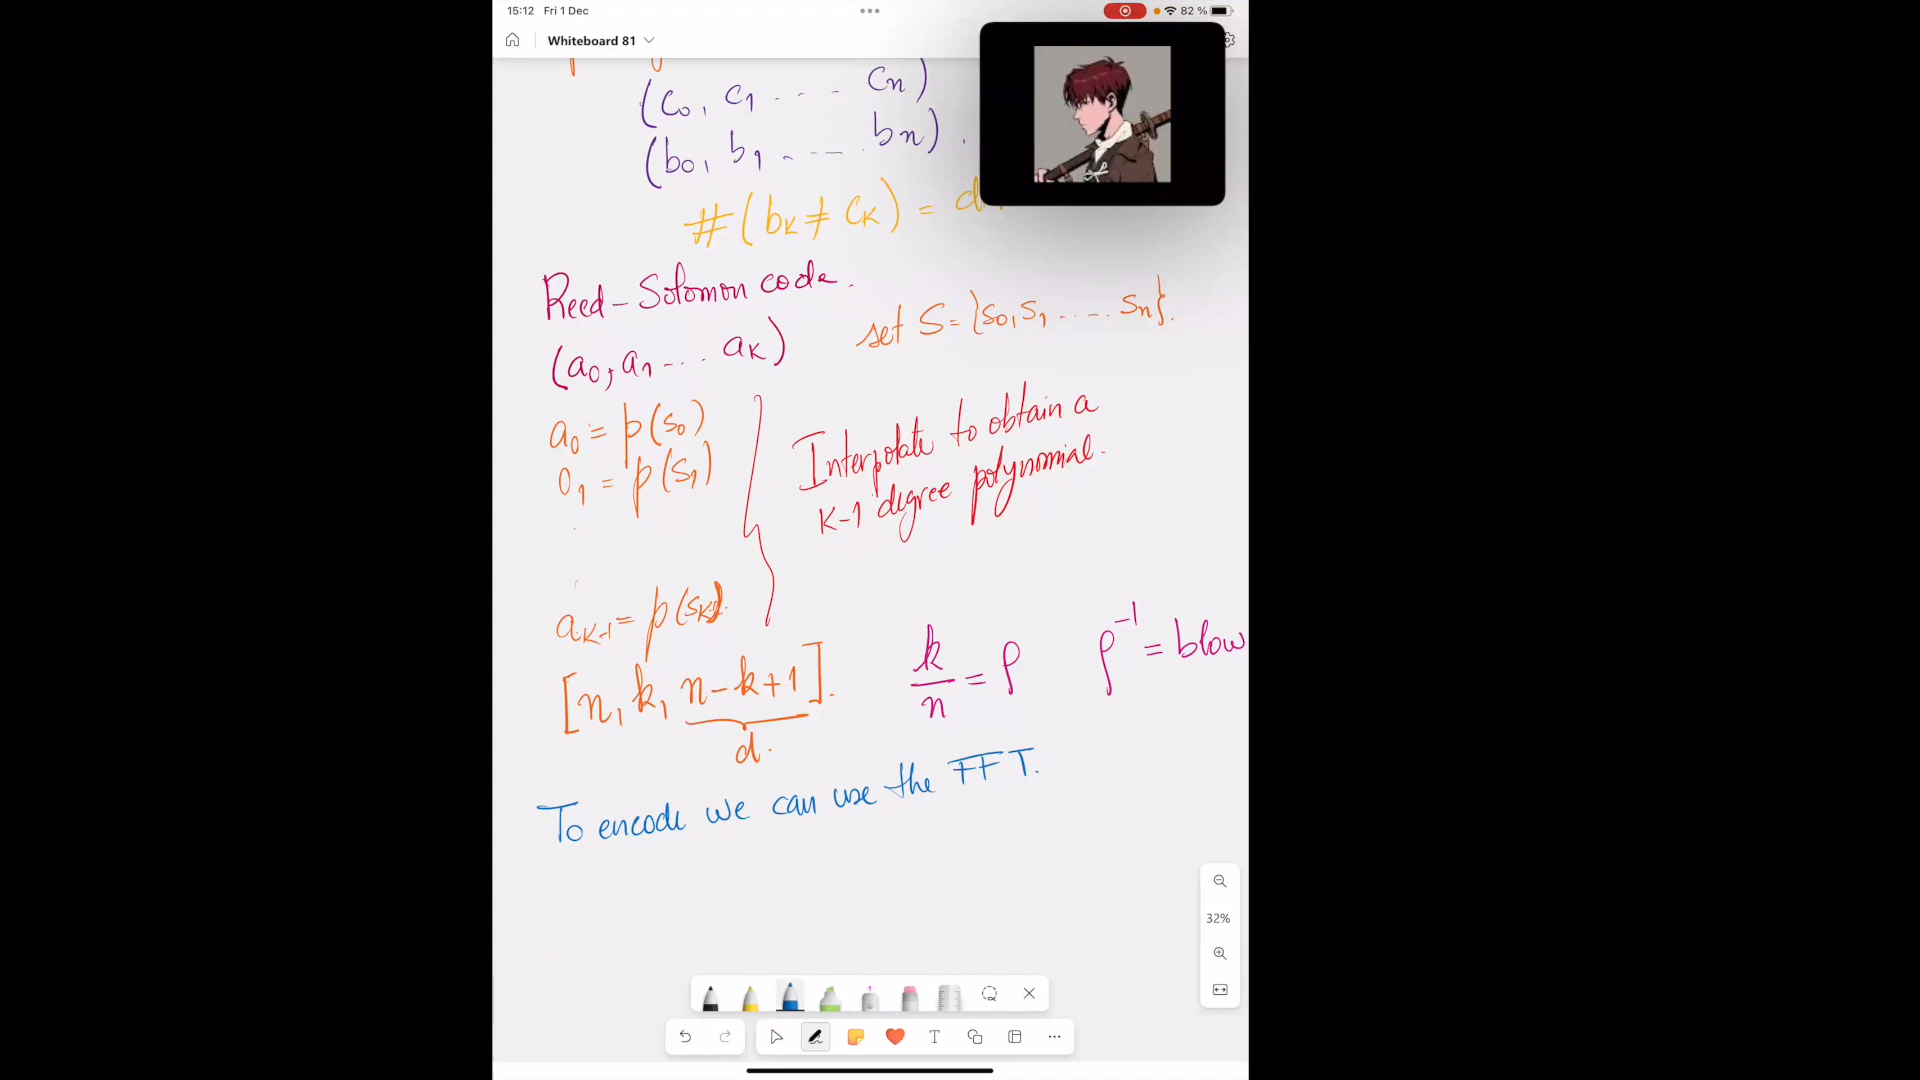 15:12 Fri 1 Dec
82 %
Whiteboard 81
(c0, c1 - - - - cn)
(b0, b1 - .... bn) .
#(bK ≠ cK) = d
Reed-Solomon code.
set S = {s0, s1 ..... sn}.
(a0, a1 ... aK)
a0 = p(s0)
a1 = p(s1)
Interpolate to obtain a
K-1 degree polynomial.
aK-1 = p(sK)
[n, k, n-k+1].
d.
k/n = ρ
ρ^-1 = blow
To encode we can use the FFT.
32%
T